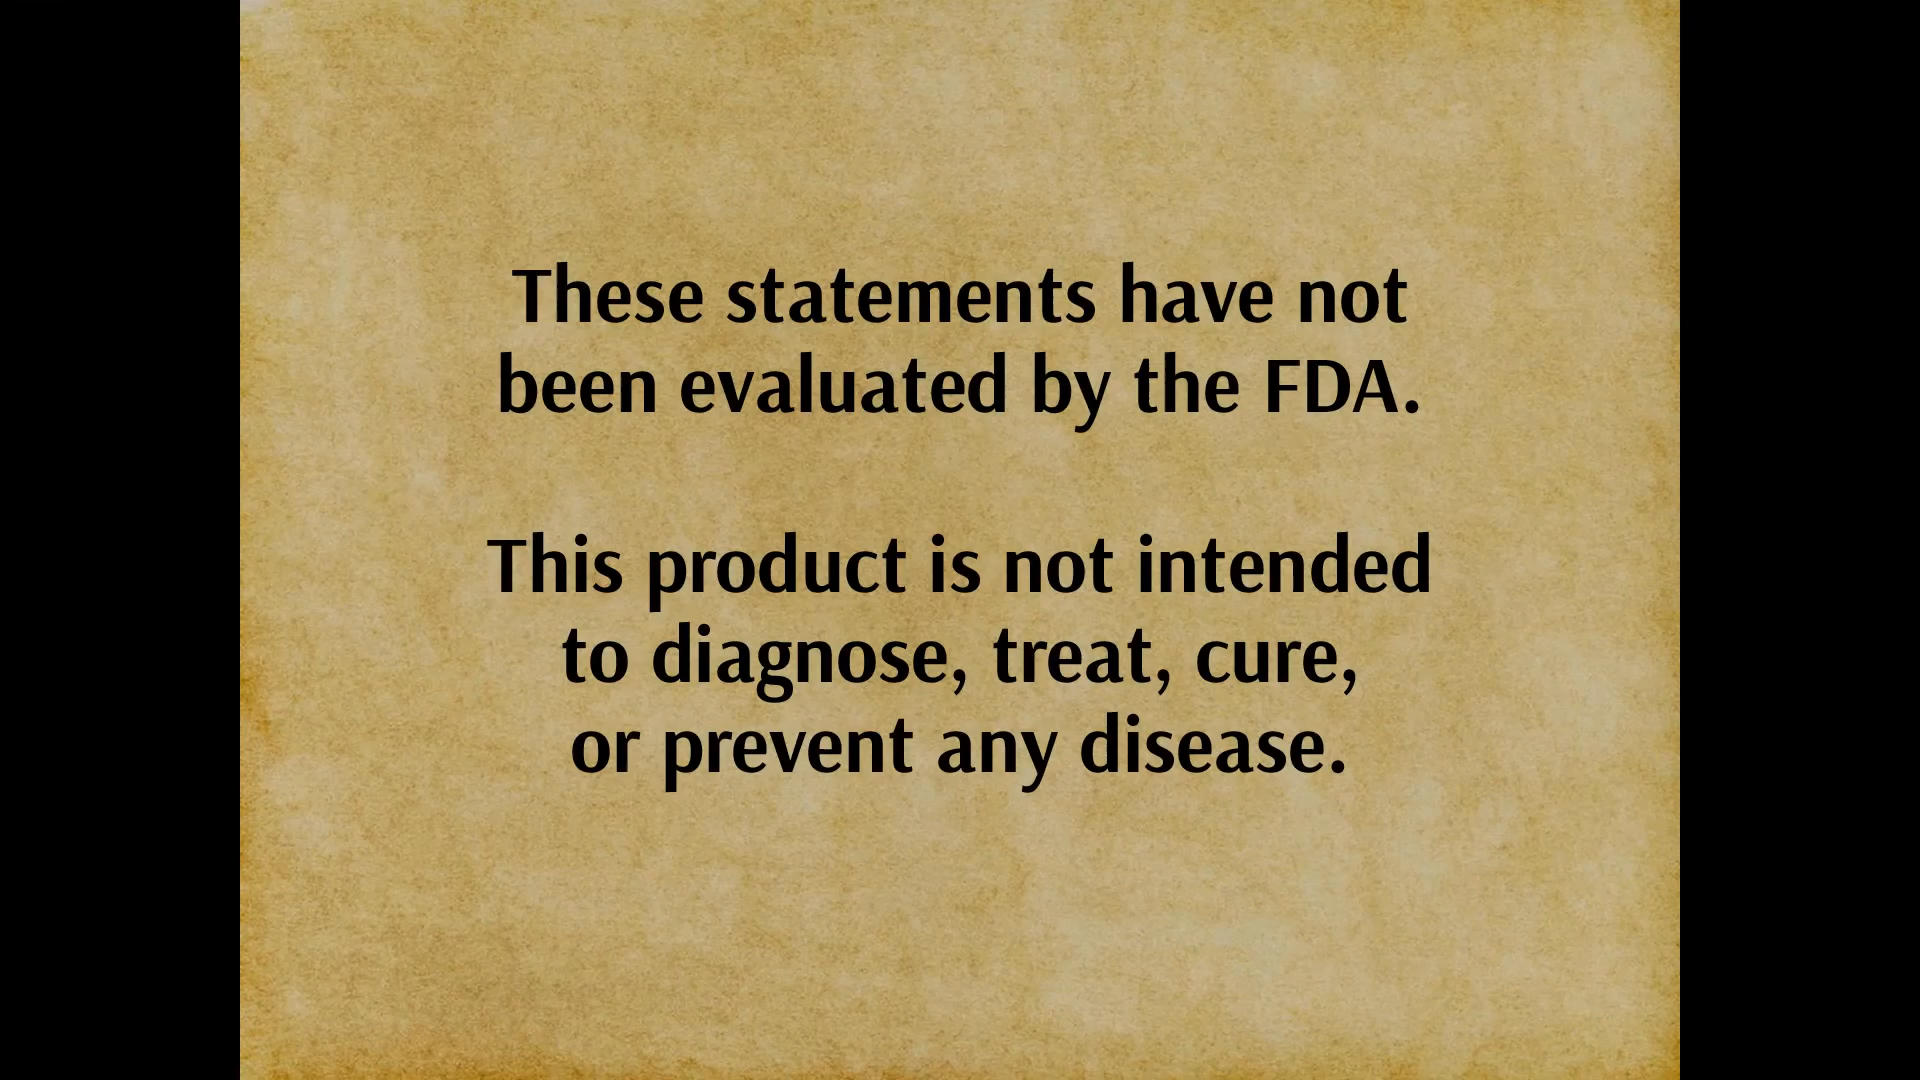 These statements have not
been evaluated by the FDA.
This product is not intended
to diagnose, treat, cure,
or prevent any disease.